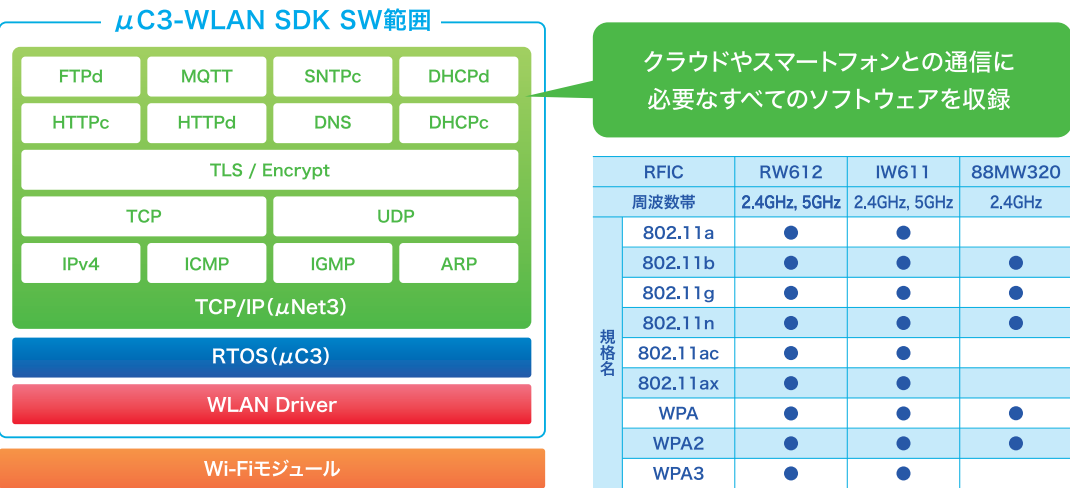 μC3-WLAN SDK SW範囲
FTPd MQTT SNTPc DHCPd
HTTPc HTTPd DNS DHCPc
TLS / Encrypt
TCP UDP
IPv4 ICMP IGMP ARP
TCP/IP(μNet3)
RTOS(μC3)
WLAN Driver
Wi-Fiモジュール
クラウドやスマートフォンとの通信に
必要なすべてのソフトウェアを収録
RFIC RW612 IW611 88MW320
周波数帯 2.4GHz, 5GHz 2.4GHz, 5GHz 2.4GHz
規格名
802.11a ● ●
802.11b ● ● ●
802.11g ● ● ●
802.11n ● ● ●
802.11ac ● ●
802.11ax ● ●
WPA ● ● ●
WPA2 ● ● ●
WPA3 ● ●